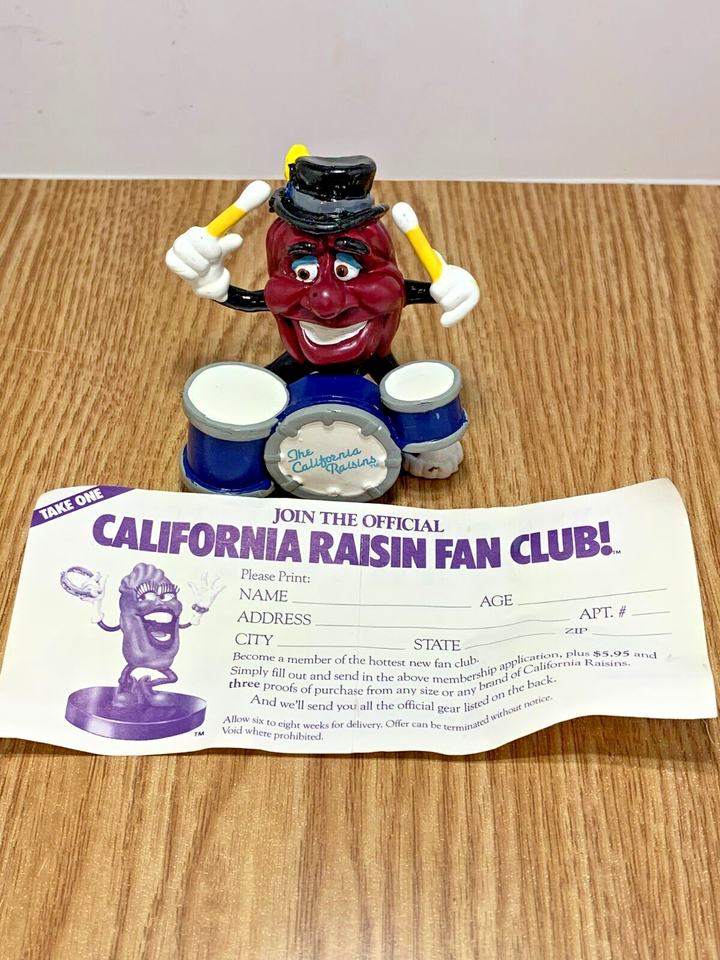 The
California
Raisins™
TAKE ONE
JOIN THE OFFICIAL
CALIFORNIA RAISIN FAN CLUB!™
Please Print:
NAME AGE
ADDRESS APT. #
CITY STATE ZIP
Become a member of the hottest new fan club.
Simply fill out and send in the above membership application, plus $5.95 and
three proofs of purchase from any size or any brand of California Raisins.
And we'll send you all the official gear listed on the back.
Allow six to eight weeks for delivery. Offer can be terminated without notice.
Void where prohibited.
TM